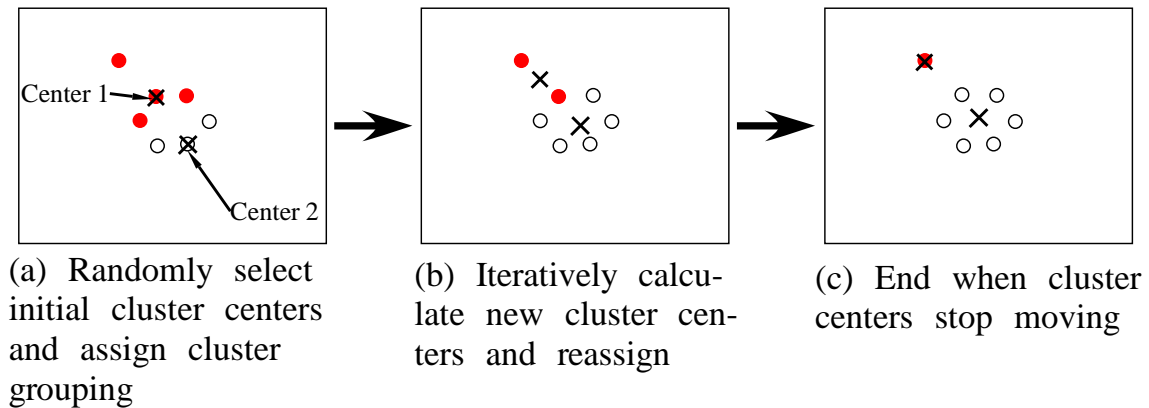 Center 1
Center 2
(a) Randomly select
initial cluster centers
and assign cluster
grouping
(b) Iteratively calcu-
late new cluster cen-
ters and reassign
(c) End when cluster
centers stop moving